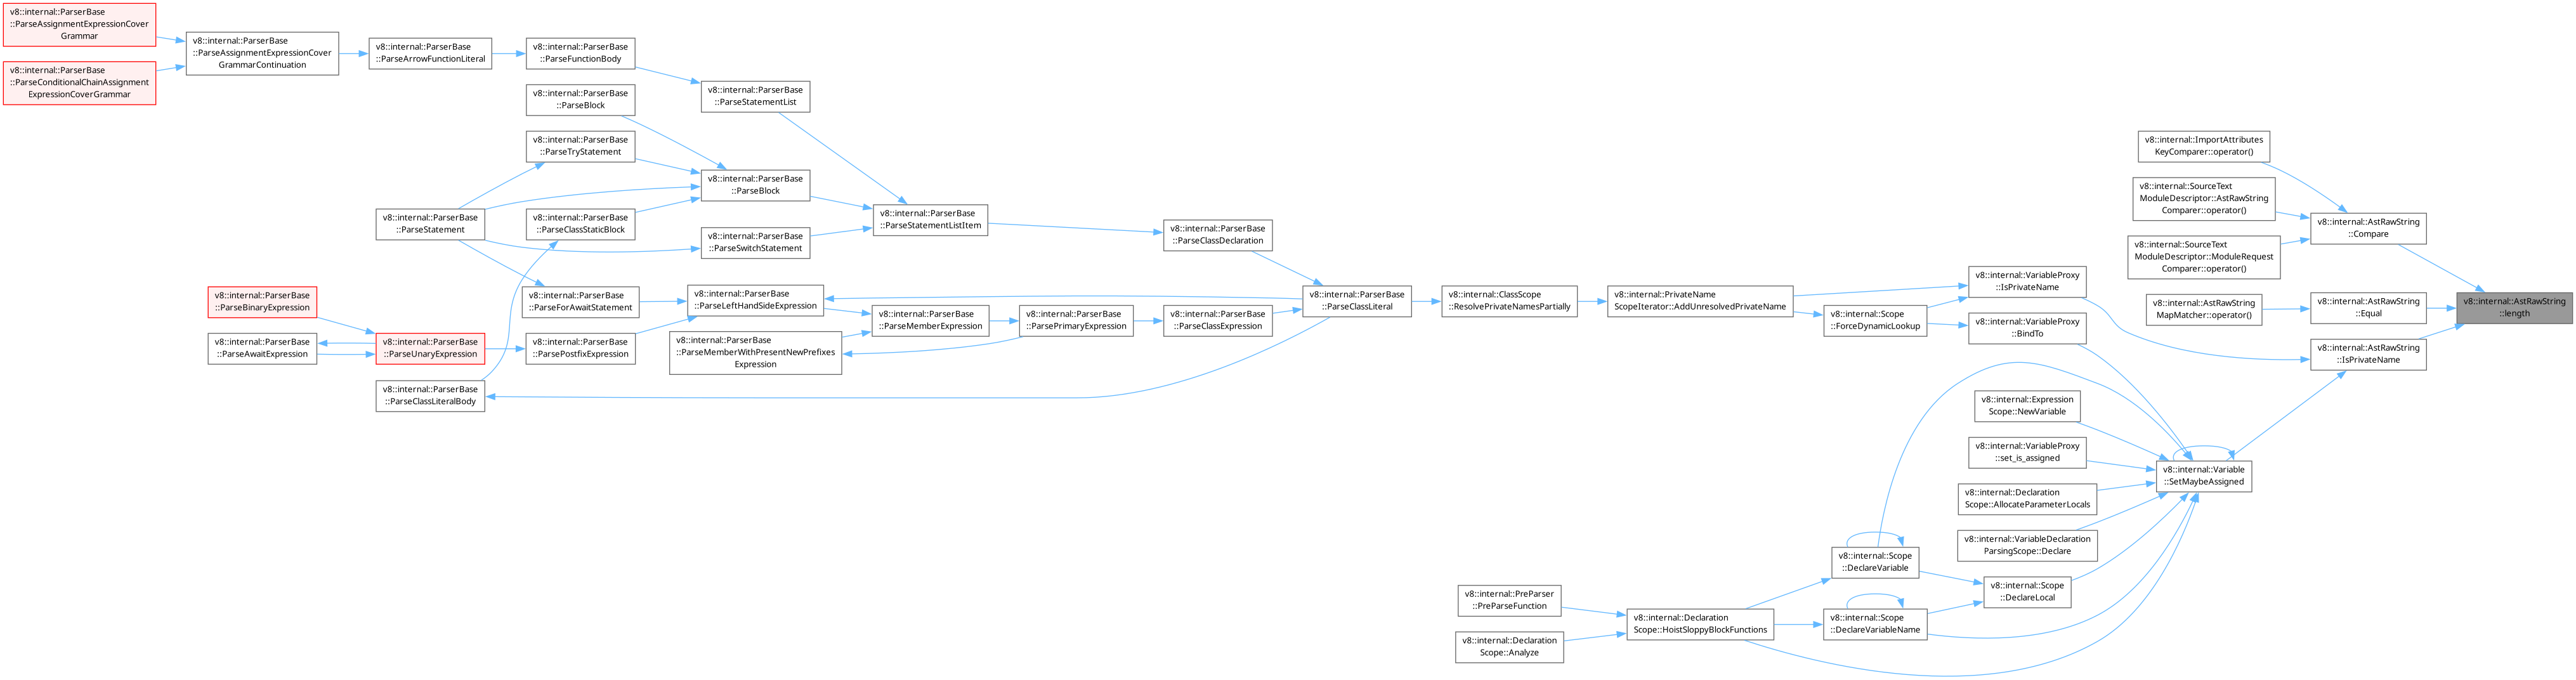 v8::internal::ParserBase
::ParseAssignmentExpressionCover
Grammar
v8::internal::ParserBase
::ParseConditionalChainAssignment
ExpressionCoverGrammar
v8::internal::ParserBase
::ParseAssignmentExpressionCover
GrammarContinuation
v8::internal::ParserBase
::ParseArrowFunctionLiteral
v8::internal::ParserBase
::ParseFunctionBody
v8::internal::ParserBase
::ParseStatementList
v8::internal::ParserBase
::ParseBlock
v8::internal::ParserBase
::ParseTryStatement
v8::internal::ParserBase
::ParseBlock
v8::internal::ParserBase
::ParseStatement
v8::internal::ParserBase
::ParseClassStaticBlock
v8::internal::ParserBase
::ParseSwitchStatement
v8::internal::ParserBase
::ParseStatementListItem
v8::internal::ParserBase
::ParseClassDeclaration
v8::internal::ParserBase
::ParseBinaryExpression
v8::internal::ParserBase
::ParseAwaitExpression
v8::internal::ParserBase
::ParseUnaryExpression
v8::internal::ParserBase
::ParseClassLiteralBody
v8::internal::ParserBase
::ParseForAwaitStatement
v8::internal::ParserBase
::ParsePostfixExpression
v8::internal::ParserBase
::ParseLeftHandSideExpression
v8::internal::ParserBase
::ParseMemberWithPresentNewPrefixes
Expression
v8::internal::ParserBase
::ParseMemberExpression
v8::internal::ParserBase
::ParsePrimaryExpression
v8::internal::ParserBase
::ParseClassExpression
v8::internal::ParserBase
::ParseClassLiteral
v8::internal::ClassScope
::ResolvePrivateNamesPartially
v8::internal::PrivateName
ScopeIterator::AddUnresolvedPrivateName
v8::internal::Scope
::ForceDynamicLookup
v8::internal::VariableProxy
::IsPrivateName
v8::internal::VariableProxy
::BindTo
v8::internal::Expression
Scope::NewVariable
v8::internal::VariableProxy
::set_is_assigned
v8::internal::Declaration
Scope::AllocateParameterLocals
v8::internal::VariableDeclaration
ParsingScope::Declare
v8::internal::Scope
::DeclareLocal
v8::internal::Scope
::DeclareVariable
v8::internal::Scope
::DeclareVariableName
v8::internal::Declaration
Scope::HoistSloppyBlockFunctions
v8::internal::PreParser
::PreParseFunction
v8::internal::Declaration
Scope::Analyze
v8::internal::ImportAttributes
KeyComparer::operator()
v8::internal::SourceText
ModuleDescriptor::AstRawString
Comparer::operator()
v8::internal::SourceText
ModuleDescriptor::ModuleRequest
Comparer::operator()
v8::internal::AstRawString
MapMatcher::operator()
v8::internal::AstRawString
::Compare
v8::internal::AstRawString
::Equal
v8::internal::AstRawString
::IsPrivateName
v8::internal::Variable
::SetMaybeAssigned
v8::internal::AstRawString
::length